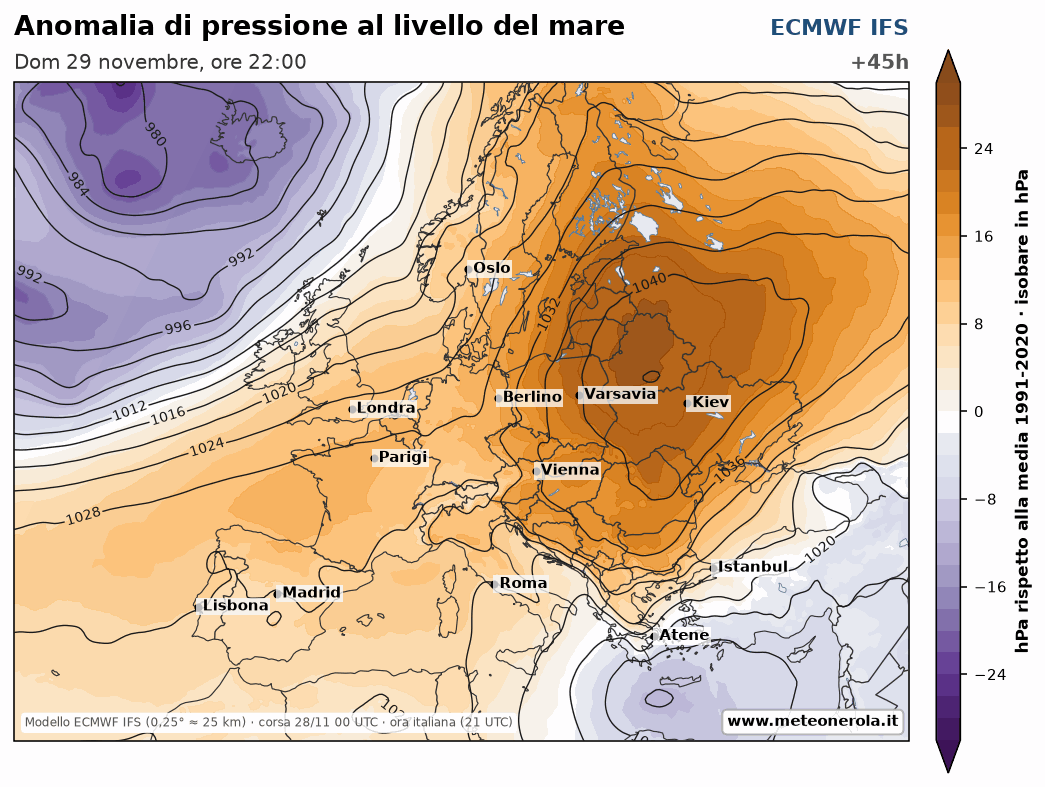 Anomalia di pressione al livello del mare
ECMWF IFS
Dom 29 novembre, ore 22:00
+45h
980
984
992
992
996
1012
1016
1020
1024
1028
1032
1040
1036
1020
Oslo
Londra
Berlino
Varsavia
Kiev
Parigi
Vienna
Istanbul
Roma
Madrid
Lisbona
Atene
24
16
8
0
−8
−16
−24
hPa rispetto alla media 1991-2020 · isobare in hPa
Modello ECMWF IFS (0,25° ≈ 25 km) · corsa 28/11 00 UTC · ora italiana (21 UTC)
www.meteonerola.it